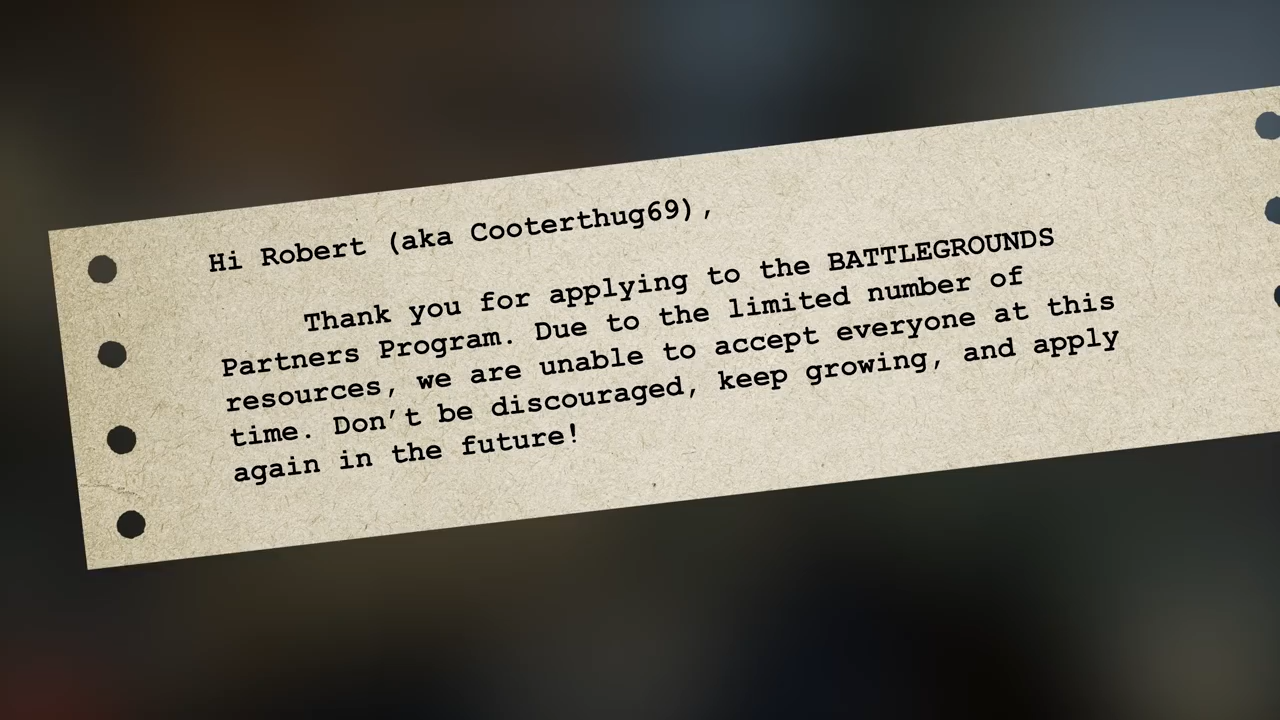 Hi Robert (aka Cooterthug69),
Thank you for applying to the BATTLEGROUNDS
Partners Program. Due to the limited number of
resources, we are unable to accept everyone at this
time. Don't be discouraged, keep growing, and apply
again in the future!